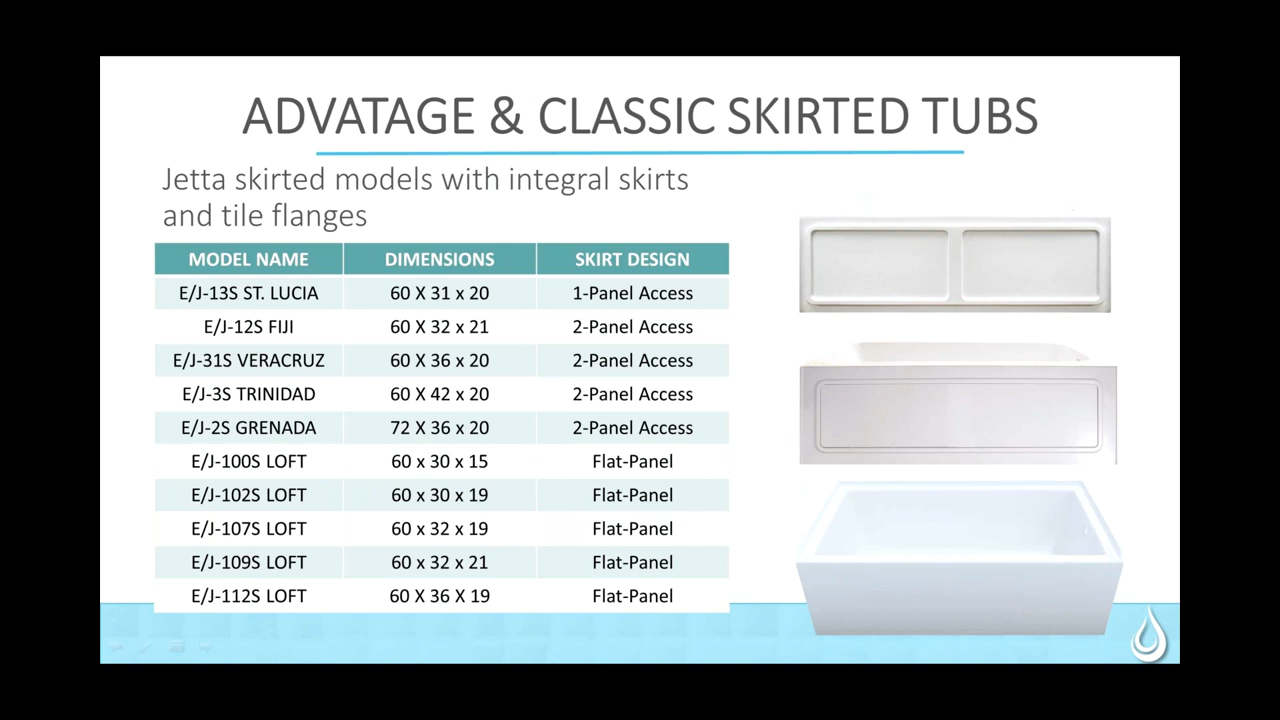 ADVATAGE & CLASSIC SKIRTED TUBS
Jetta skirted models with integral skirts
and tile flanges
MODEL NAME DIMENSIONS SKIRT DESIGN
E/J-13S ST. LUCIA 60 X 31 x 20 1-Panel Access
E/J-12S FIJI 60 X 32 x 21 2-Panel Access
E/J-31S VERACRUZ 60 X 36 x 20 2-Panel Access
E/J-3S TRINIDAD 60 X 42 x 20 2-Panel Access
E/J-2S GRENADA 72 X 36 x 20 2-Panel Access
E/J-100S LOFT 60 x 30 x 15 Flat-Panel
E/J-102S LOFT 60 x 30 x 19 Flat-Panel
E/J-107S LOFT 60 x 32 x 19 Flat-Panel
E/J-109S LOFT 60 x 32 x 21 Flat-Panel
E/J-112S LOFT 60 X 36 X 19 Flat-Panel